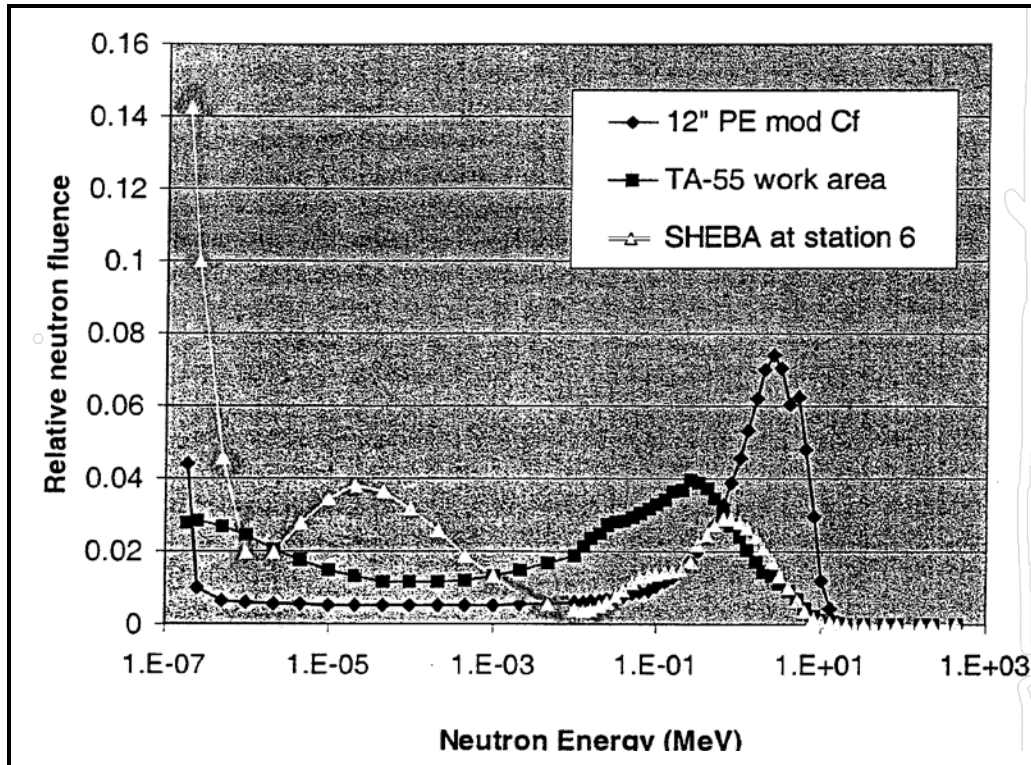 0.16
0.14
0.12
0.1
0.08
0.06
0.04
0.02
0
Relative neutron fluence
12" PE mod Cf
TA-55 work area
SHEBA at station 6
1.E-07 1.E-05 1.E-03 1.E-01 1.E+01 1.E+03
Neutron Energy (MeV)